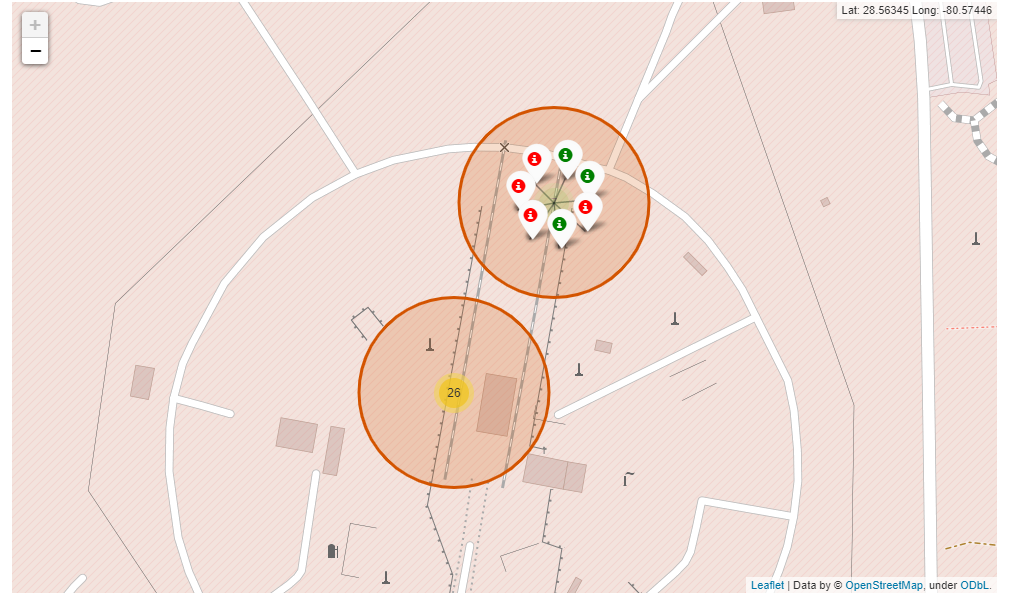 +
−
Lat: 28.56345 Long: -80.57446
i
i
i
i
i
i
i
26
Leaflet | Data by © OpenStreetMap, under ODbL.